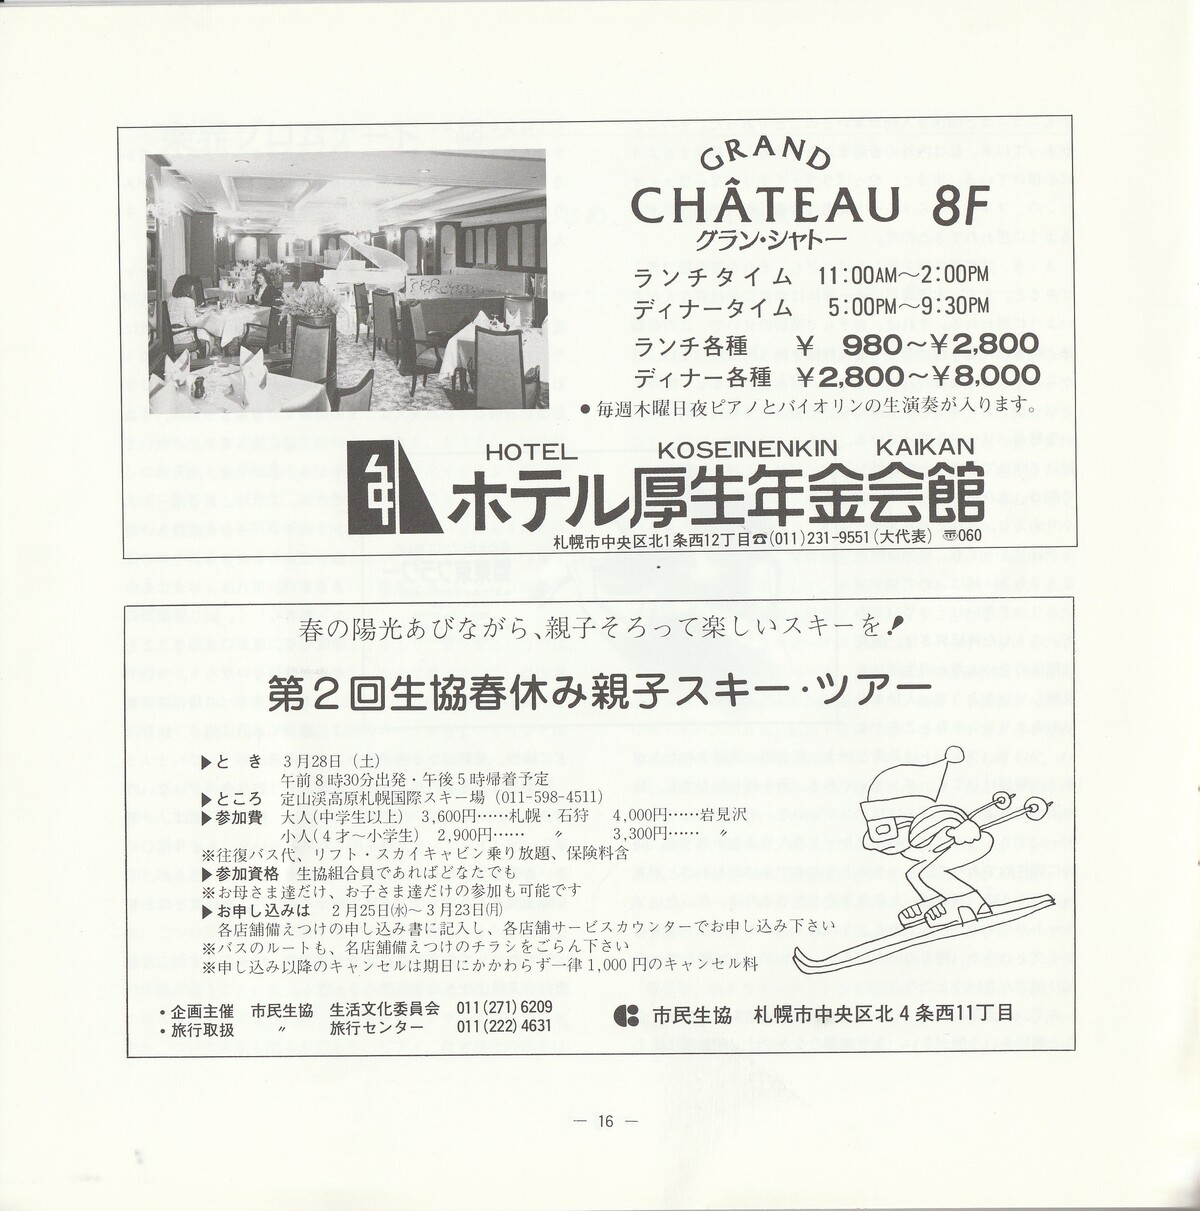 GRAND
CHÂTEAU 8F
グラン・シャトー
ランチタイム 11:00AM〜2:00PM
ディナータイム 5:00PM〜9:30PM
ランチ各種 ¥ 980〜¥2,800
ディナー各種 ¥2,800〜¥8,000
●毎週木曜日夜ピアノとバイオリンの生演奏が入ります。
HOTEL KOSEINENKIN KAIKAN
ホテル厚生年金会館
札幌市中央区北1条西12丁目☎(011)231-9551(大代表) 〠060
春の陽光あびながら、親子そろって楽しいスキーを!
第2回生協春休み親子スキー・ツアー
▶とき 3月28日(土)
午前8時30分出発・午後5時帰着予定
▶ところ 定山渓高原札幌国際スキー場(011-598-4511)
▶参加費 大人(中学生以上) 3,600円……札幌・石狩 4,000円……岩見沢
小人(4才〜小学生) 2,900円…… 〃 3,300円…… 〃
※往復バス代、リフト・スカイキャビン乗り放題、保険料含
▶参加資格 生協組合員であればどなたでも
※お母さま達だけ、お子さま達だけの参加も可能です
▶お申し込みは 2月25日㈬〜3月23日㈪
各店舗備えつけの申し込み書に記入し、各店舗サービスカウンターでお申し込み下さい
※バスのルートも、名店舗備えつけのチラシをごらん下さい
※申し込み以降のキャンセルは期日にかかわらず一律1,000円のキャンセル料
・企画主催 市民生協 生活文化委員会 011(271)6209
・旅行取扱 〃 旅行センター 011(222)4631
市民生協 札幌市中央区北4条西11丁目
— 16 —